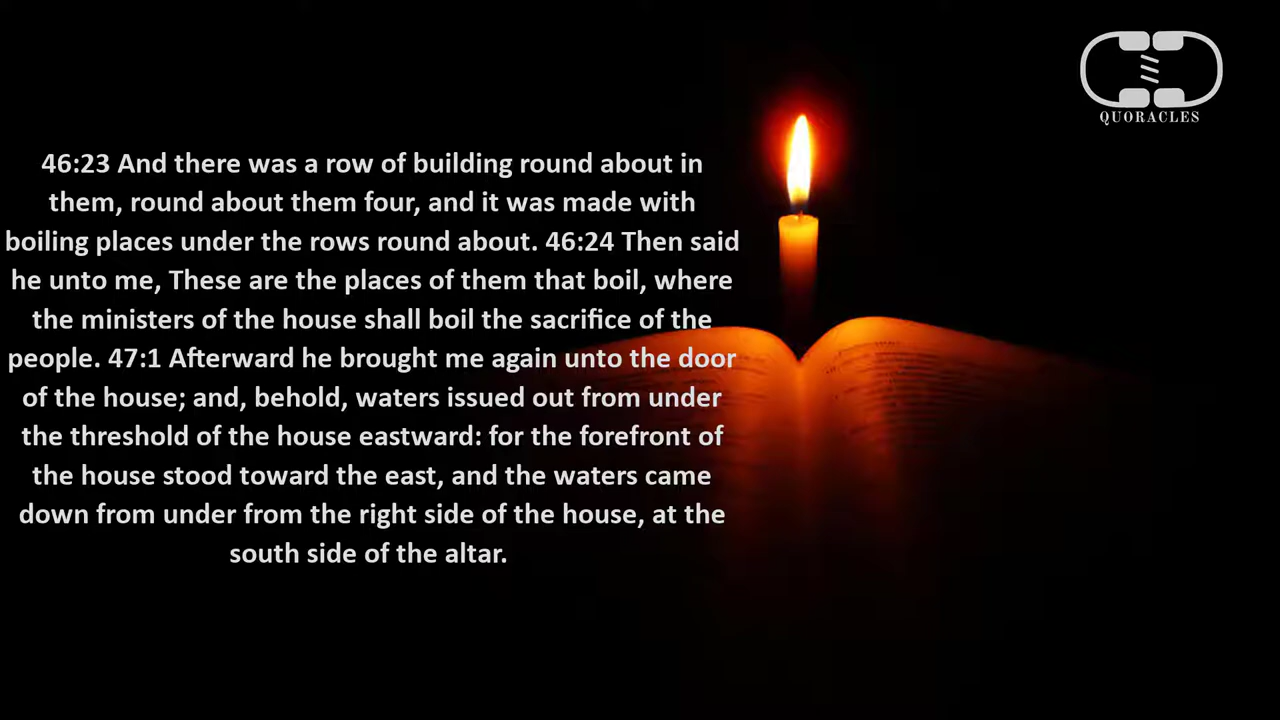 QUORACLES
46:23 And there was a row of building round about in
them, round about them four, and it was made with
boiling places under the rows round about. 46:24 Then said
he unto me, These are the places of them that boil, where
the ministers of the house shall boil the sacrifice of the
people. 47:1 Afterward he brought me again unto the door
of the house; and, behold, waters issued out from under
the threshold of the house eastward: for the forefront of
the house stood toward the east, and the waters came
down from under from the right side of the house, at the
south side of the altar.